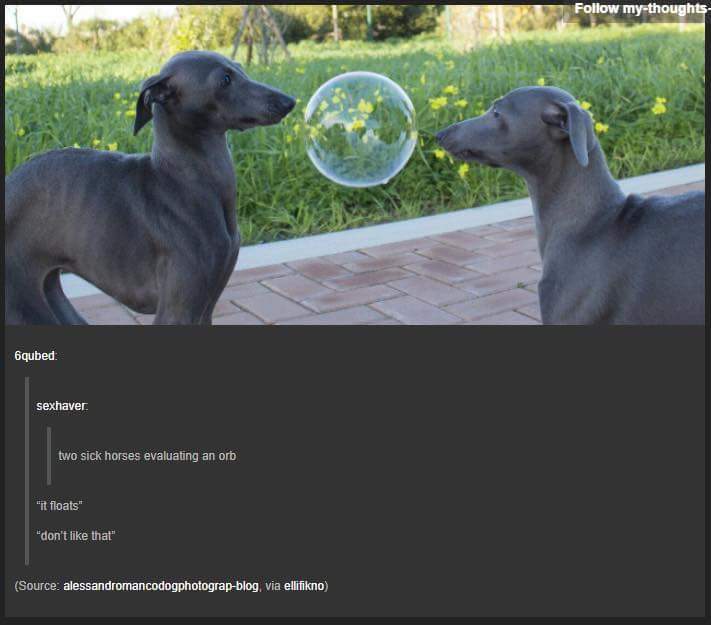 Follow my-thoughts-
6qubed:
sexhaver:
two sick horses evaluating an orb
“it floats”
“don’t like that”
(Source: alessandromancodogphotograp-blog, via ellifikno)